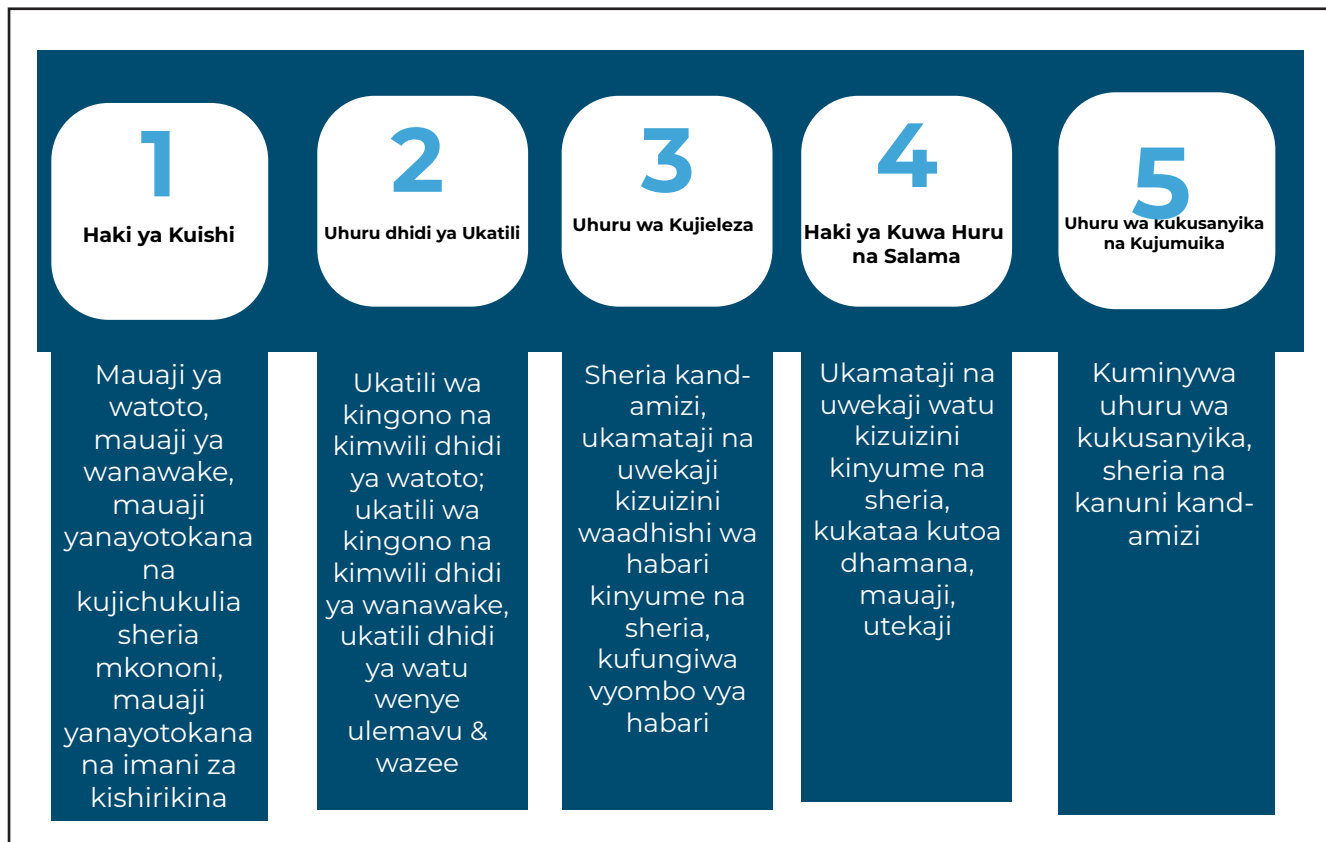 1
Haki ya Kuishi
2
Uhuru dhidi ya Ukatili
3
Uhuru wa Kujieleza
4
Haki ya Kuwa Huru
na Salama
5
Uhuru wa kukusanyika
na Kujumuika
Mauaji ya
watoto,
mauaji ya
wanawake,
mauaji
yanayotokana
na
kujichukulia
sheria
mkononi,
mauaji
yanayotokana
na imani za
kishirikina
Ukatili wa
kingono na
kimwili dhidi
ya watoto;
ukatili wa
kingono na
kimwili dhidi
ya wanawake,
ukatili dhidi
ya watu
wenye
ulemavu &
wazee
Sheria kand-
amizi,
ukamataji na
uwekaji
kizuizini
waadhishi wa
habari
kinyume na
sheria,
kufungiwa
vyombo vya
habari
Ukamataji na
uwekaji watu
kizuizini
kinyume na
sheria,
kukataa kutoa
dhamana,
mauaji,
utekaji
Kuminywa
uhuru wa
kukusanyika,
sheria na
kanuni kand-
amizi